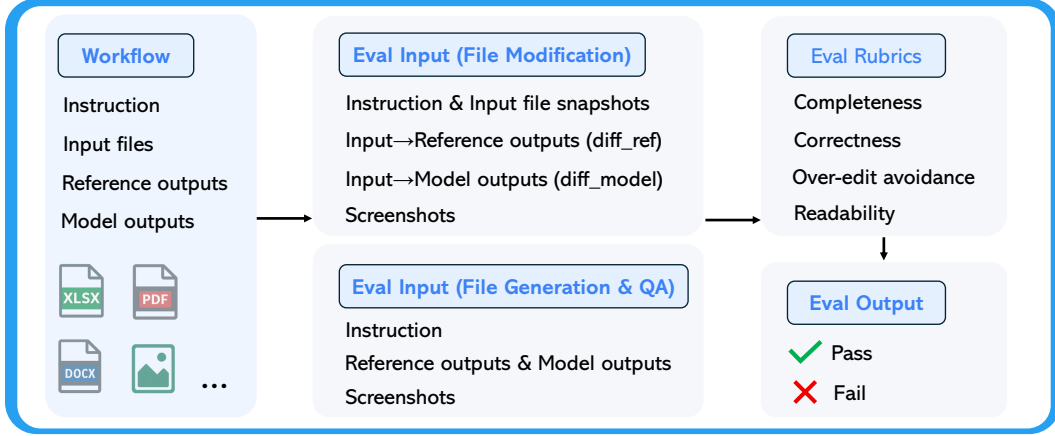 Workflow
Instruction
Input files
Reference outputs
Model outputs
XLSX
PDF
DOCX
...
Eval Input (File Modification)
Instruction & Input file snapshots
Input→Reference outputs (diff_ref)
Input→Model outputs (diff_model)
Screenshots
Eval Input (File Generation & QA)
Instruction
Reference outputs & Model outputs
Screenshots
Eval Rubrics
Completeness
Correctness
Over-edit avoidance
Readability
Eval Output
Pass
Fail